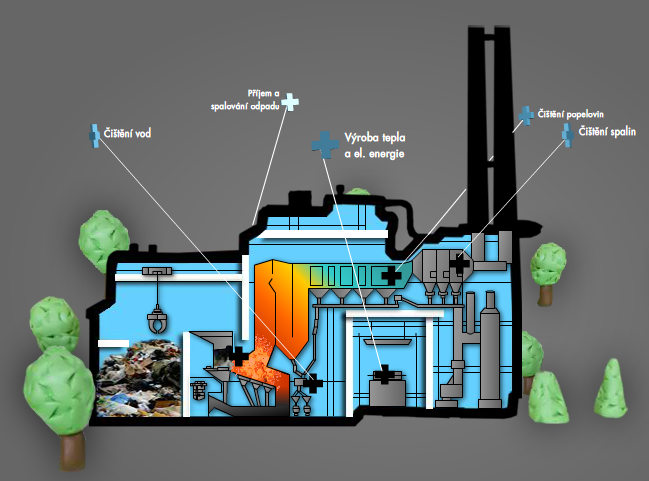 Příjem a
spalování odpadu
Čištění vod
Výroba tepla
a el. energie
Čištění popelovin
Čištění spalin